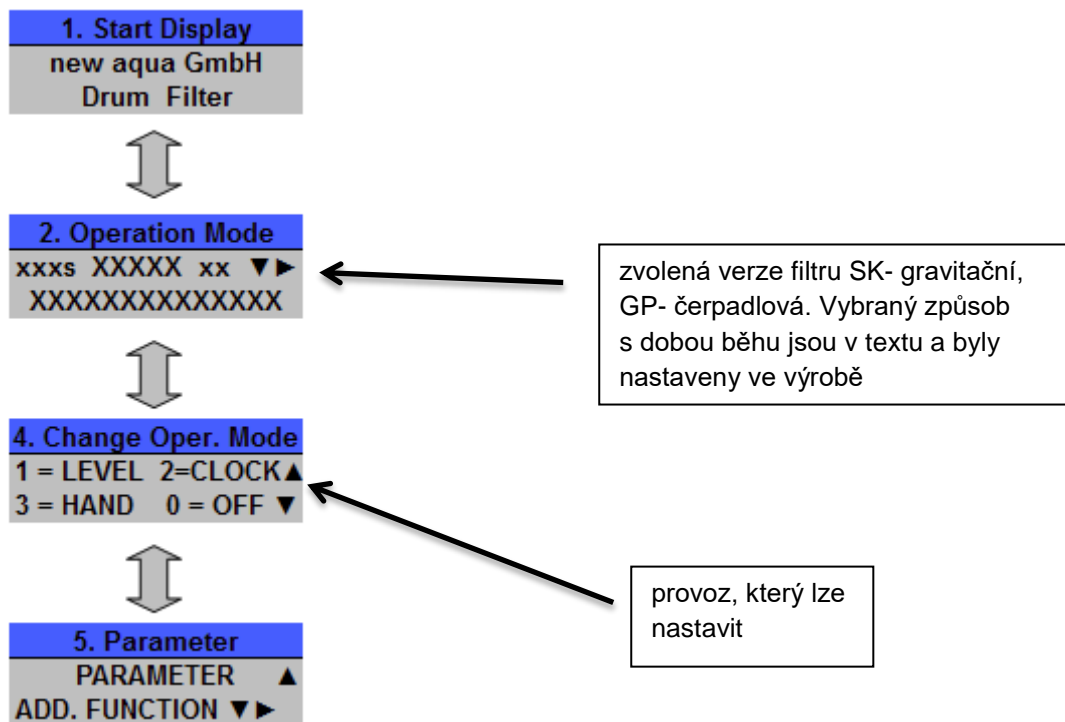 1. Start Display
new aqua GmbH
Drum Filter
2. Operation Mode
xxxs XXXXX xx ▼►
XXXXXXXXXXXXXX
zvolená verze filtru SK- gravitační,
GP- čerpadlová. Vybraný způsob
s dobou běhu jsou v textu a byly
nastaveny ve výrobě
4. Change Oper. Mode
1 = LEVEL 2=CLOCK▲
3 = HAND 0 = OFF ▼
provoz, který lze
nastavit
5. Parameter
PARAMETER ▲
ADD. FUNCTION ▼►